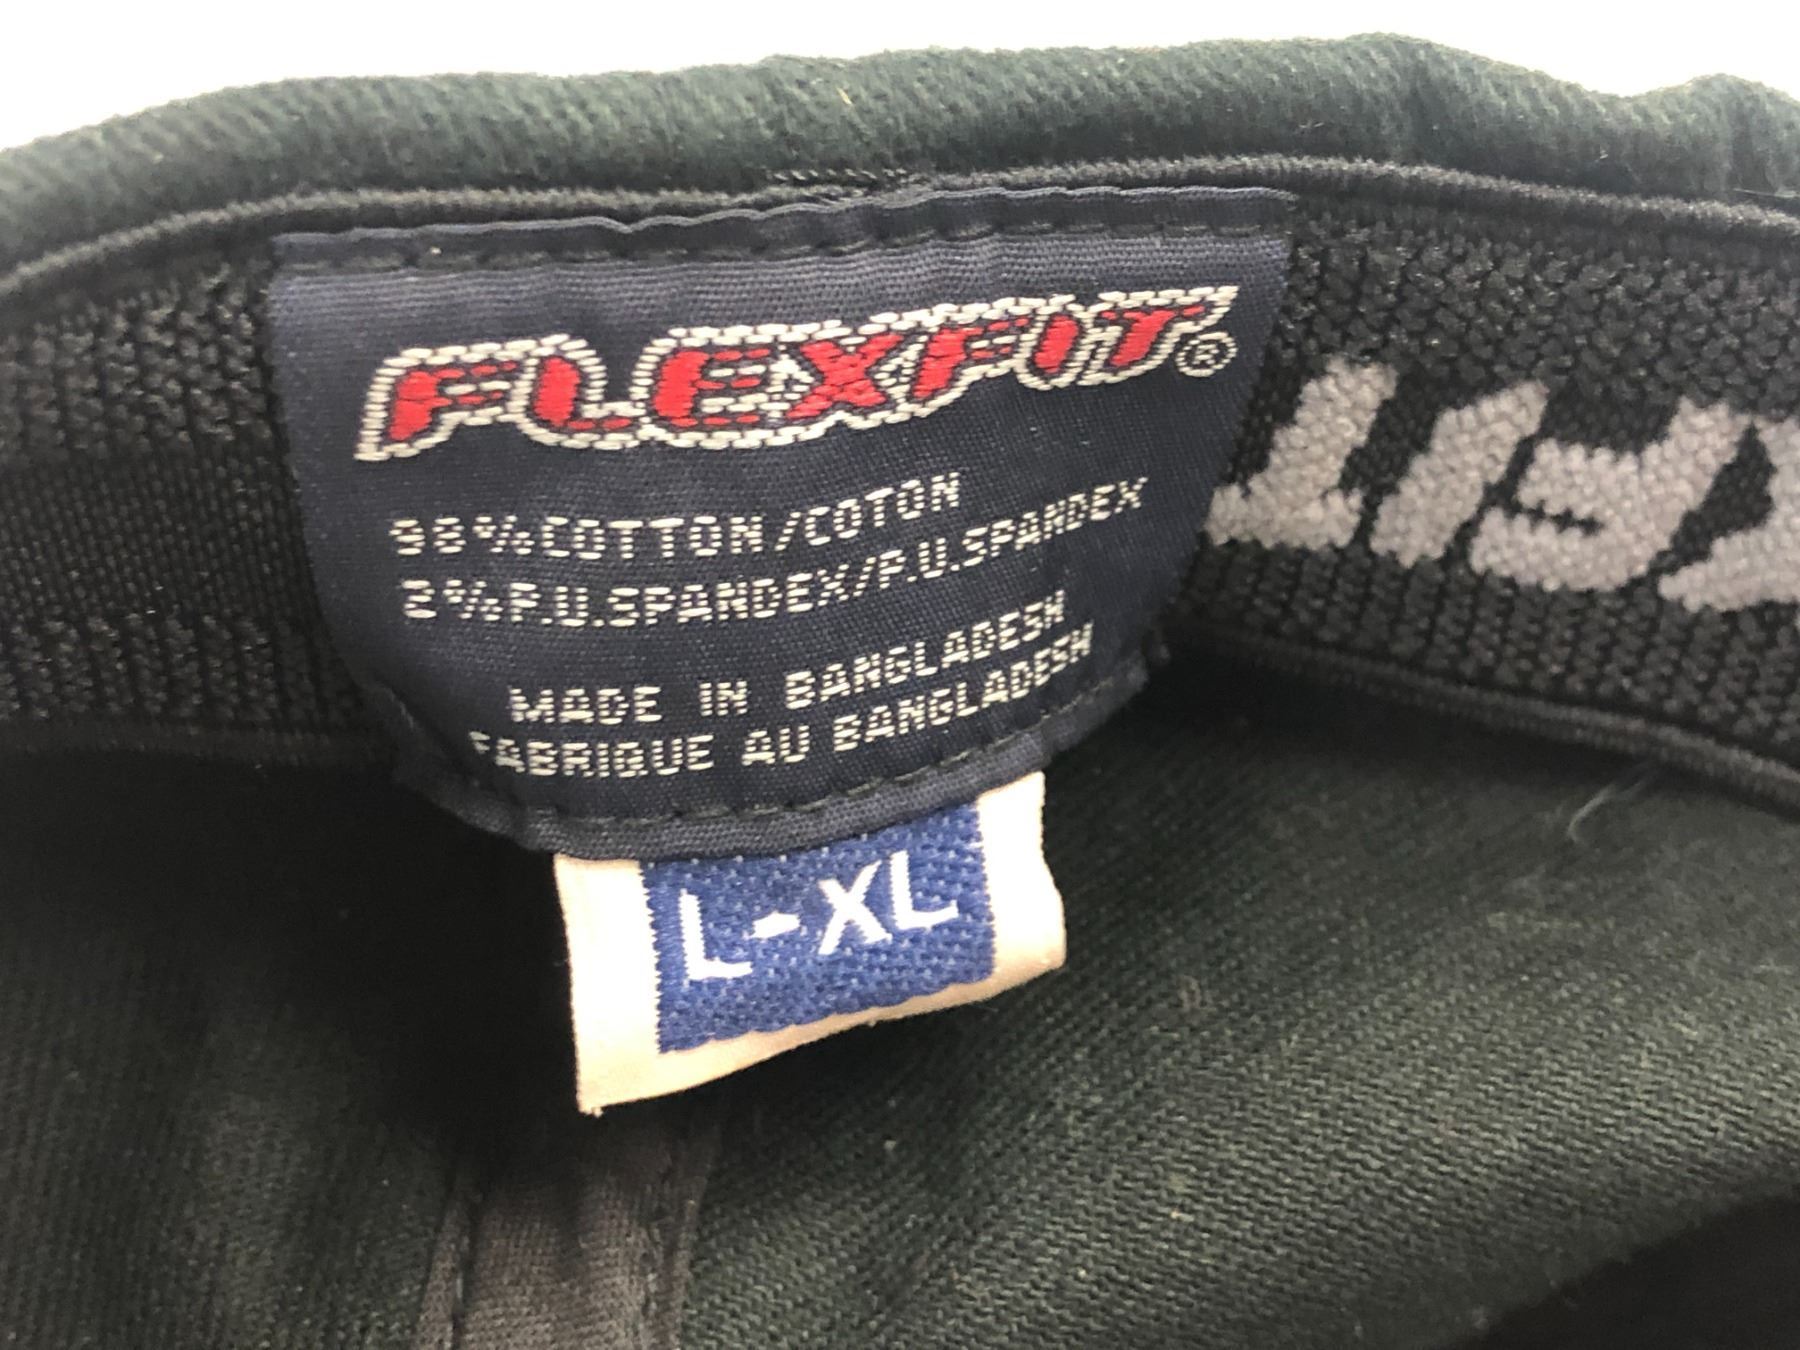 FLEXFIT®
98%COTTON/COTON
2%P.U.SPANDEX/P.U.SPANDEX
MADE IN BANGLADESH
FABRIQUE AU BANGLADESH
L-XL